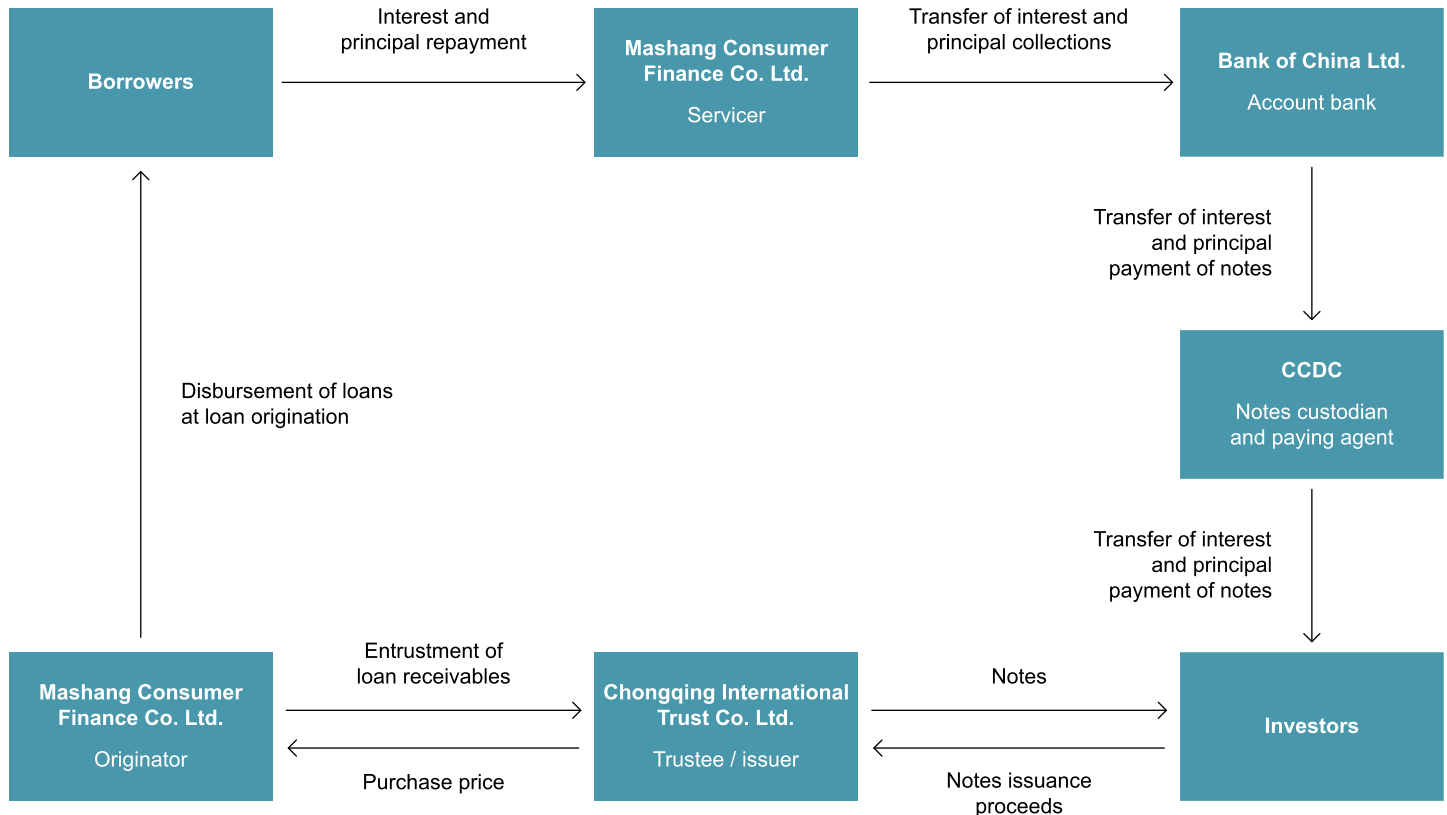 Borrowers
Interest and
principal repayment
Mashang Consumer
Finance Co. Ltd.
Servicer
Transfer of interest and
principal collections
Bank of China Ltd.
Account bank
Transfer of interest
and principal
payment of notes
CCDC
Notes custodian
and paying agent
Disbursement of loans
at loan origination
Transfer of interest
and principal
payment of notes
Mashang Consumer
Finance Co. Ltd.
Originator
Entrustment of
loan receivables
Purchase price
Chongqing International
Trust Co. Ltd.
Trustee / issuer
Notes
Notes issuance
proceeds
Investors